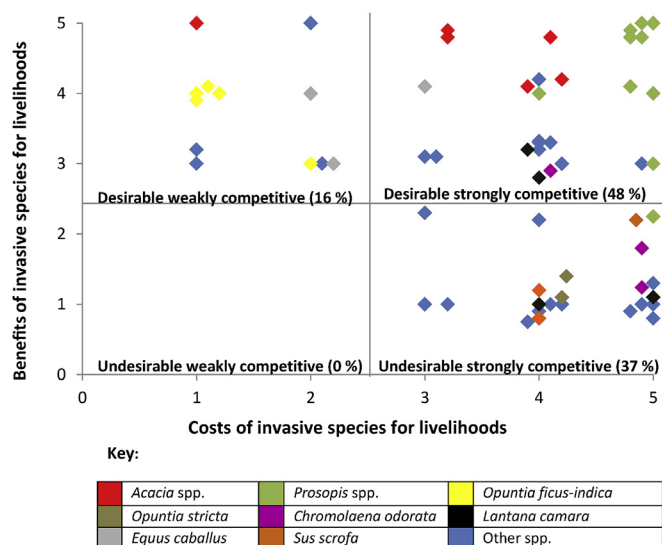 Benefits of invasive species for livelihoods
5
4
3
2
1
0
Desirable weakly competitive (16 %)
Desirable strongly competitive (48 %)
Undesirable weakly competitive (0 %)
Undesirable strongly competitive (37 %)
0 1 2 3 4 5
Costs of invasive species for livelihoods
Key:
Acacia spp. Prosopis spp. Opuntia ficus-indica
Opuntia stricta Chromolaena odorata Lantana camara
Equus caballus Sus scrofa Other spp.